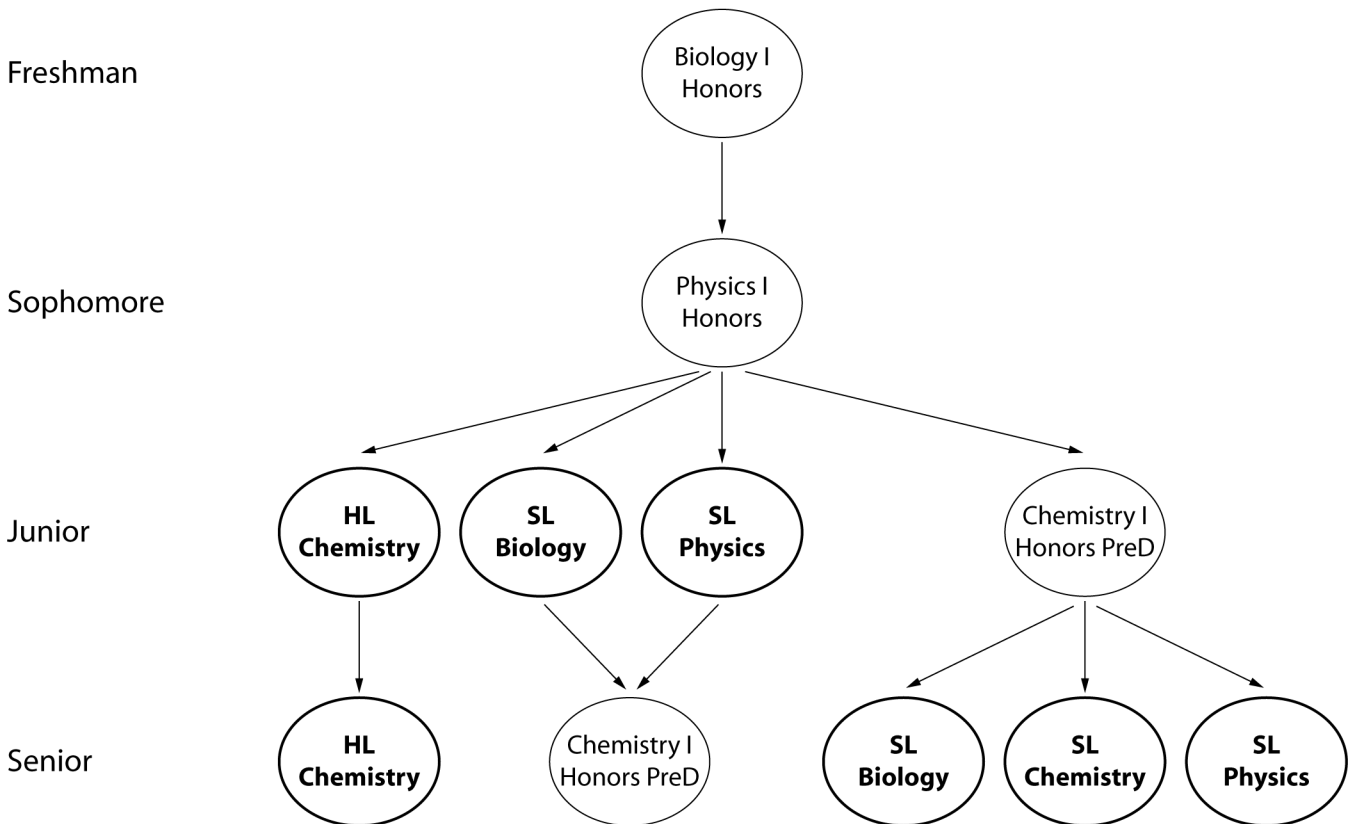 Freshman
Biology I
Honors
Sophomore
Physics I
Honors
Junior
HL
Chemistry
SL
Biology
SL
Physics
Chemistry I
Honors PreD
Senior
HL
Chemistry
Chemistry I
Honors PreD
SL
Biology
SL
Chemistry
SL
Physics